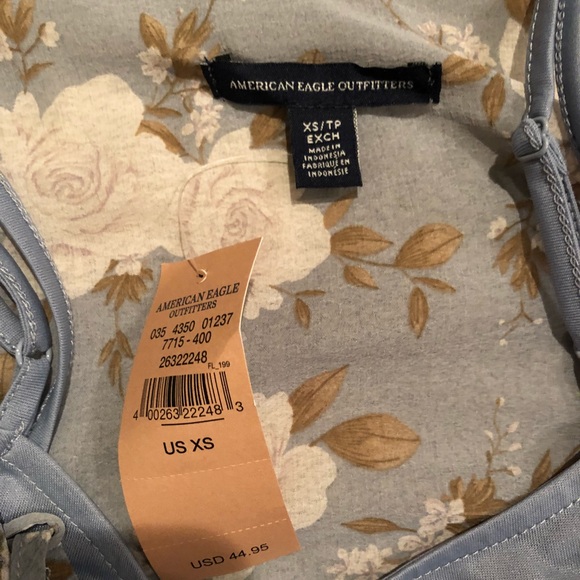 AMERICAN EAGLE OUTFITTERS
XS/TP
EXCH
MADE IN
INDONESIA
FABRIQUÉ EN
INDONÉSIE
AMERICAN EAGLE
OUTFITTERS
035 4350 01237
7715 - 400
26322248
FL_199
4 00263 22248 3
US XS
USD 44.95